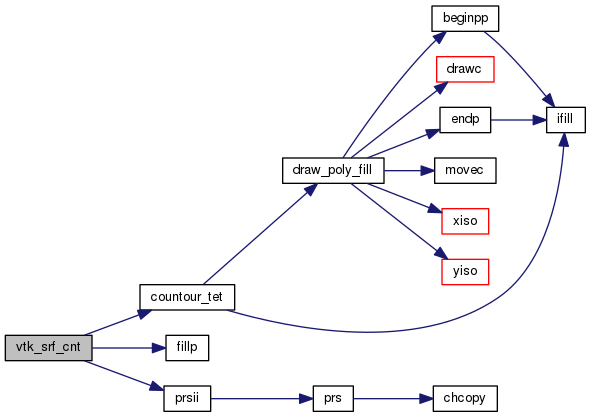 beginpp
drawc
endp
ifill
draw_poly_fill
movec
xiso
yiso
countour_tet
vtk_srf_cnt
fillp
prsii
prs
chcopy